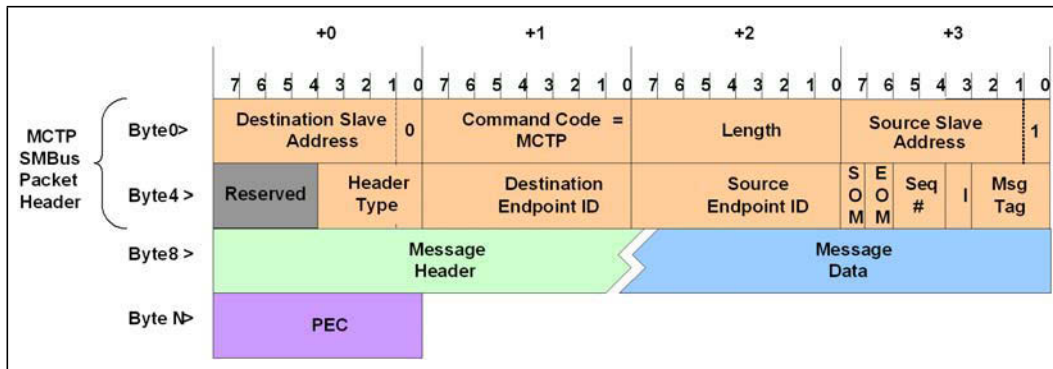 +0 +1 +2 +3
7 6 5 4 3 2 1 0 7 6 5 4 3 2 1 0 7 6 5 4 3 2 1 0 7 6 5 4 3 2 1 0
MCTP
SMBus
Packet
Header
Byte0>
Destination Slave
Address
0
Command Code =
MCTP
Length
Source Slave
Address
1
Byte4 >
Reserved
Header
Type
Destination
Endpoint ID
Source
Endpoint ID
S
O
M
E
O
M
Seq
#
I
Msg
Tag
Byte8 >
Message
Header
Message
Data
Byte N>
PEC